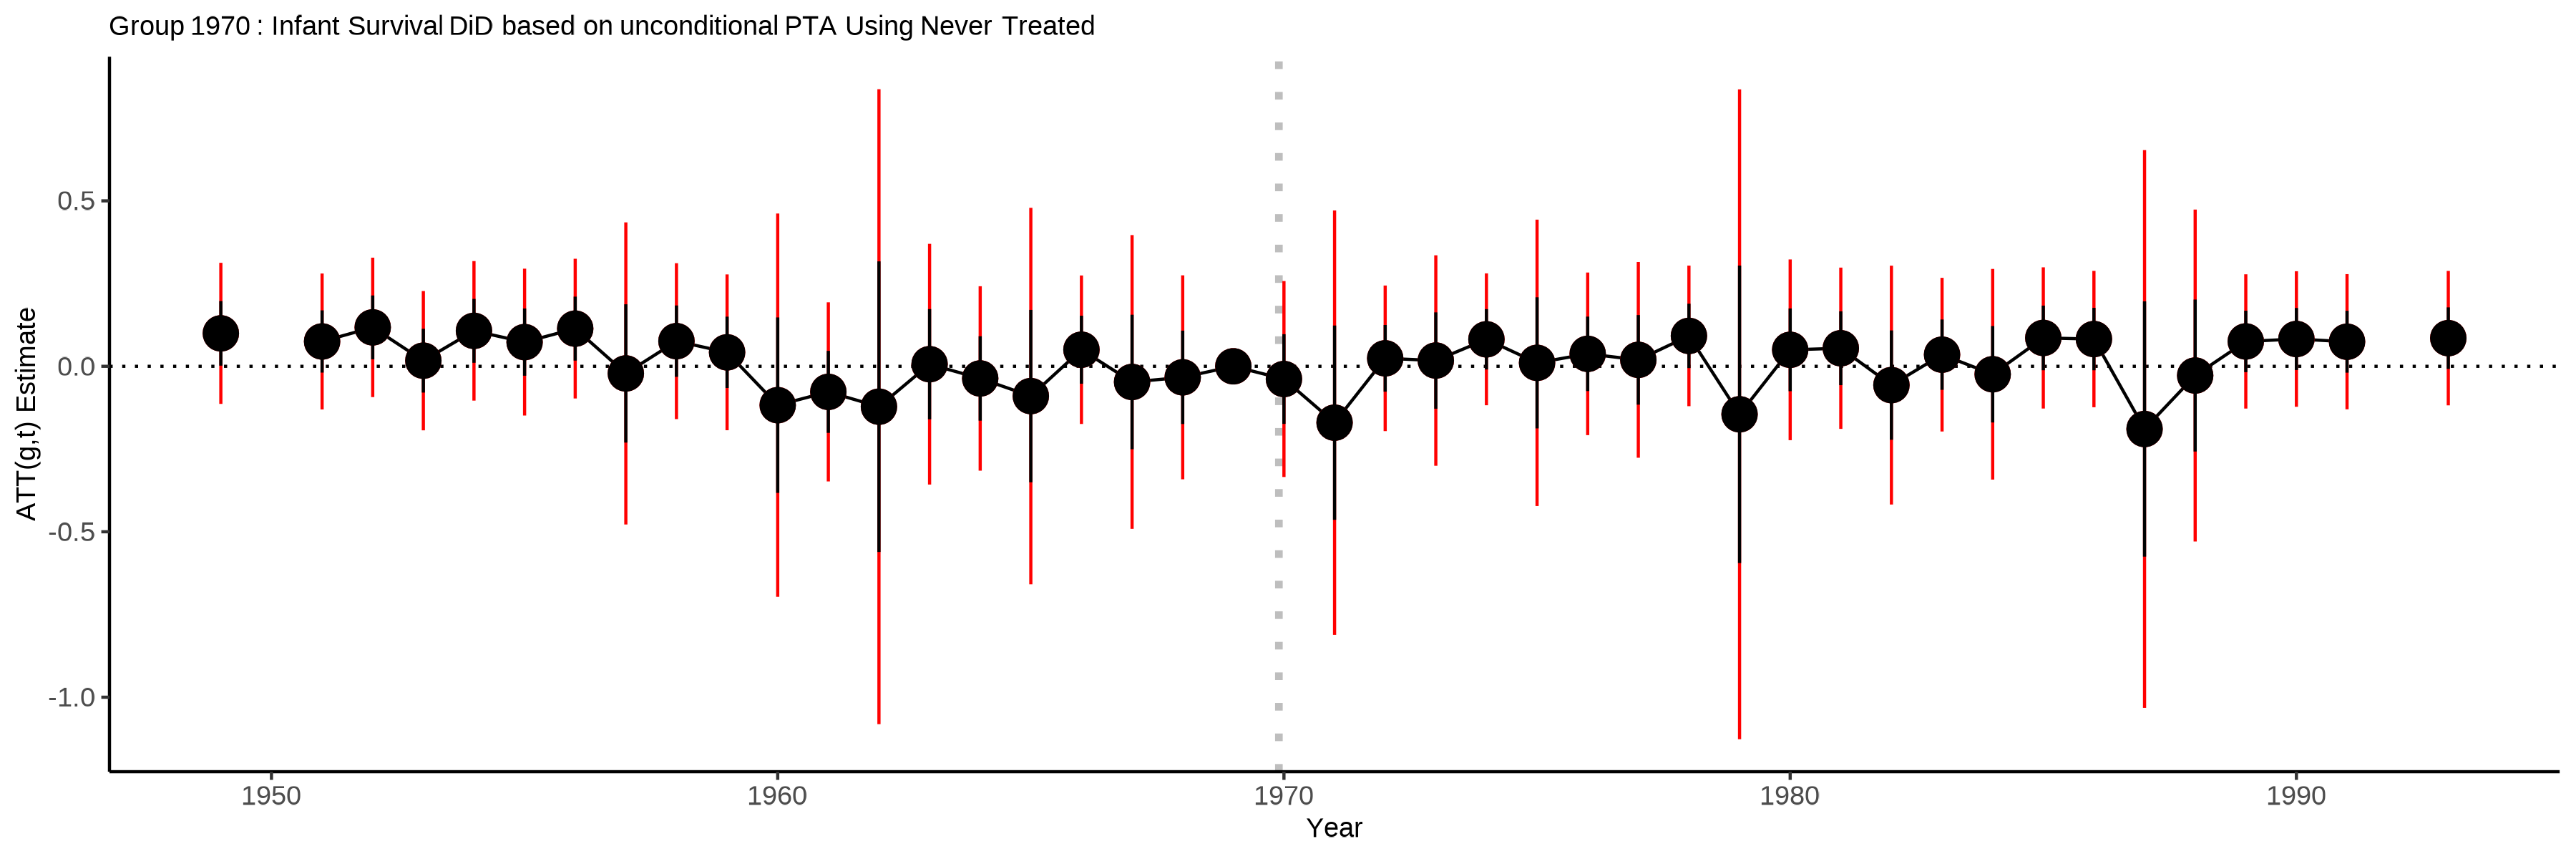 Group 1970 : Infant Survival DiD based on unconditional PTA Using Never Treated
ATT(g,t) Estimate
0.5
0.0
-0.5
-1.0
1950 1960 1970 1980 1990
Year